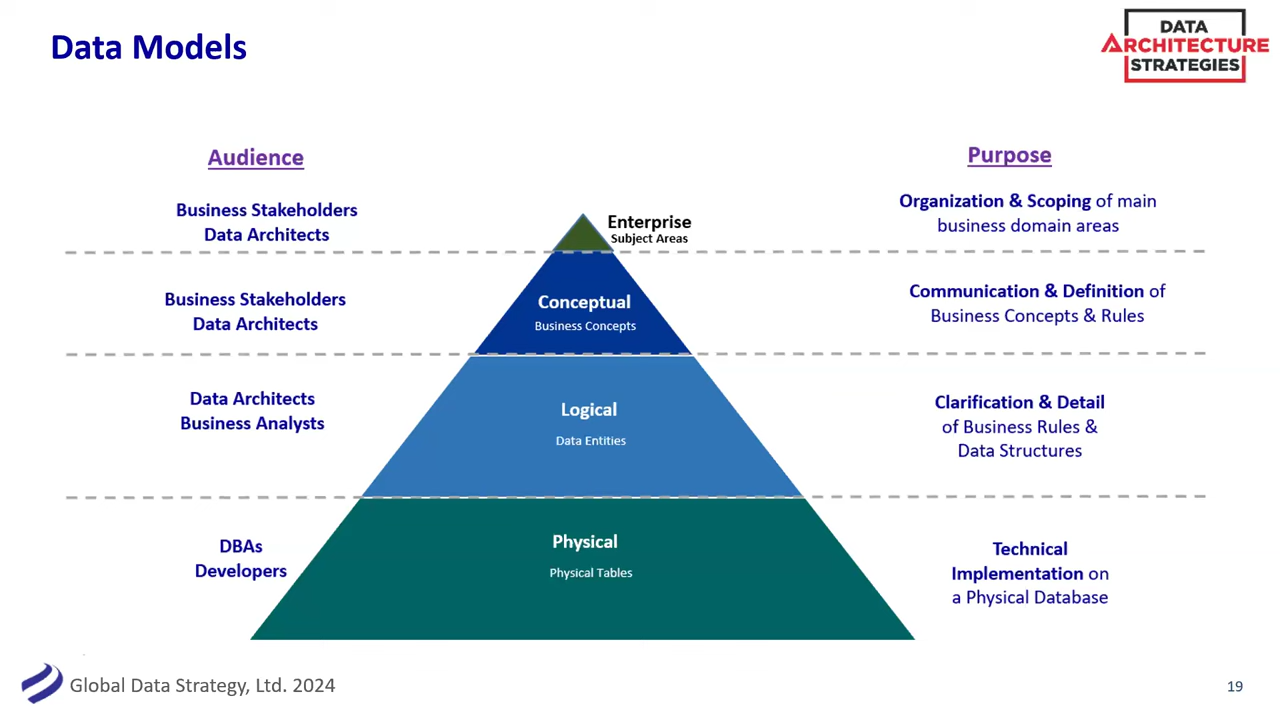 Data Models
DATA
ARCHITECTURE
STRATEGIES
Audience
Purpose
Business Stakeholders
Data Architects
Enterprise
Subject Areas
Organization & Scoping of main
business domain areas
Business Stakeholders
Data Architects
Conceptual
Business Concepts
Communication & Definition of
Business Concepts & Rules
Data Architects
Business Analysts
Logical
Data Entities
Clarification & Detail
of Business Rules &
Data Structures
DBAs
Developers
Physical
Physical Tables
Technical
Implementation on
a Physical Database
Global Data Strategy, Ltd. 2024
19